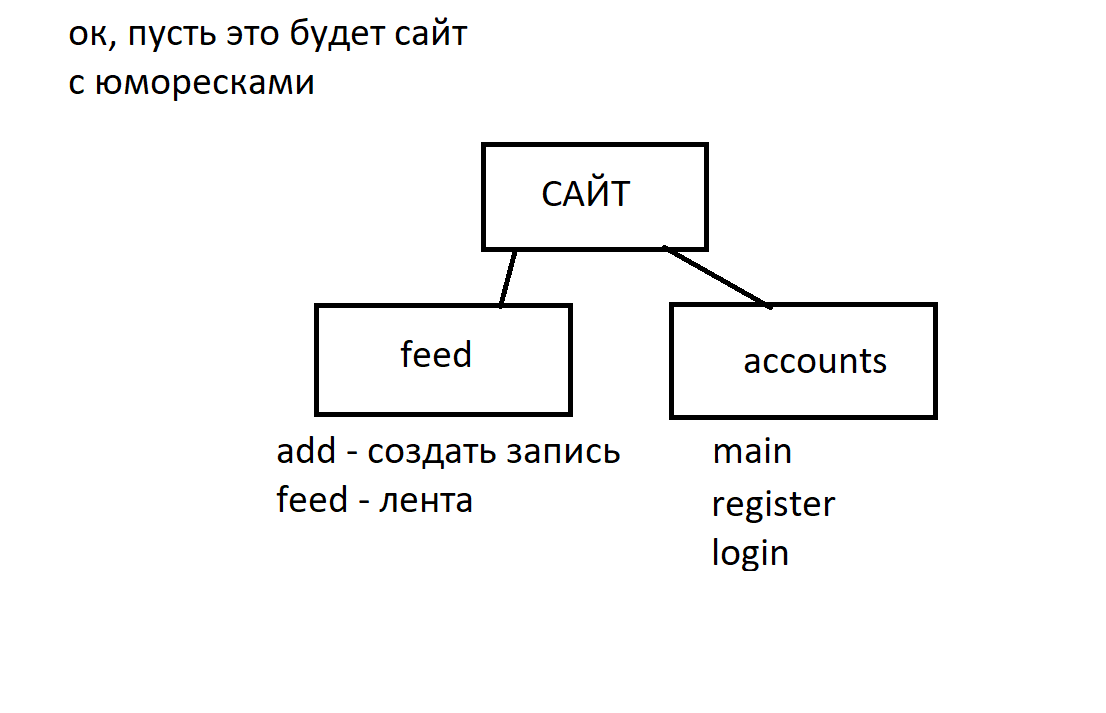 ок, пусть это будет сайт
с юморесками
САЙТ
feed
accounts
add - создать запись
feed - лента
main
register
login